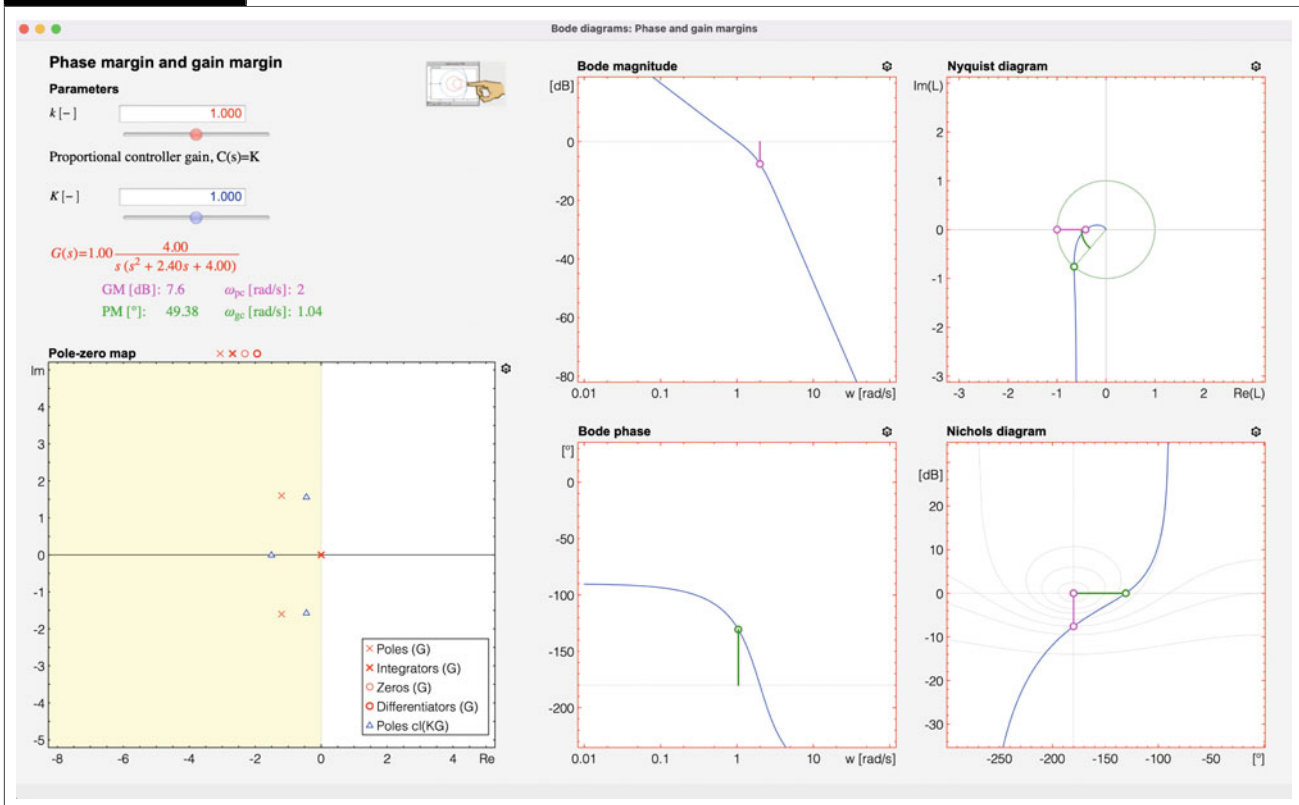 Bode diagrams: Phase and gain margins
Phase margin and gain margin
Parameters
k [−] 1.000
Proportional controller gain, C(s)=K
K [−] 1.000
G(s)=1.00 4.00
s (s² + 2.40s + 4.00)
GM [dB]: 7.6 ωpc [rad/s]: 2
PM [°]: 49.38 ωgc [rad/s]: 1.04
Pole-zero map
Im
4
3
2
1
0
-1
-2
-3
-4
-5
-8 -6 -4 -2 0 2 4 Re
Poles (G)
Integrators (G)
Zeros (G)
Differentiators (G)
Poles cl(KG)
Bode magnitude
[dB]
0
-20
-40
-60
-80
0.01 0.1 1 10 w [rad/s]
Bode phase
[°]
0
-50
-100
-150
-200
0.01 0.1 1 10 w [rad/s]
Nyquist diagram
Im(L)
2
1
0
-1
-2
-3
-3 -2 -1 0 1 2 Re(L)
Nichols diagram
[dB]
20
10
0
-10
-20
-30
-250 -200 -150 -100 -50 0 [°]